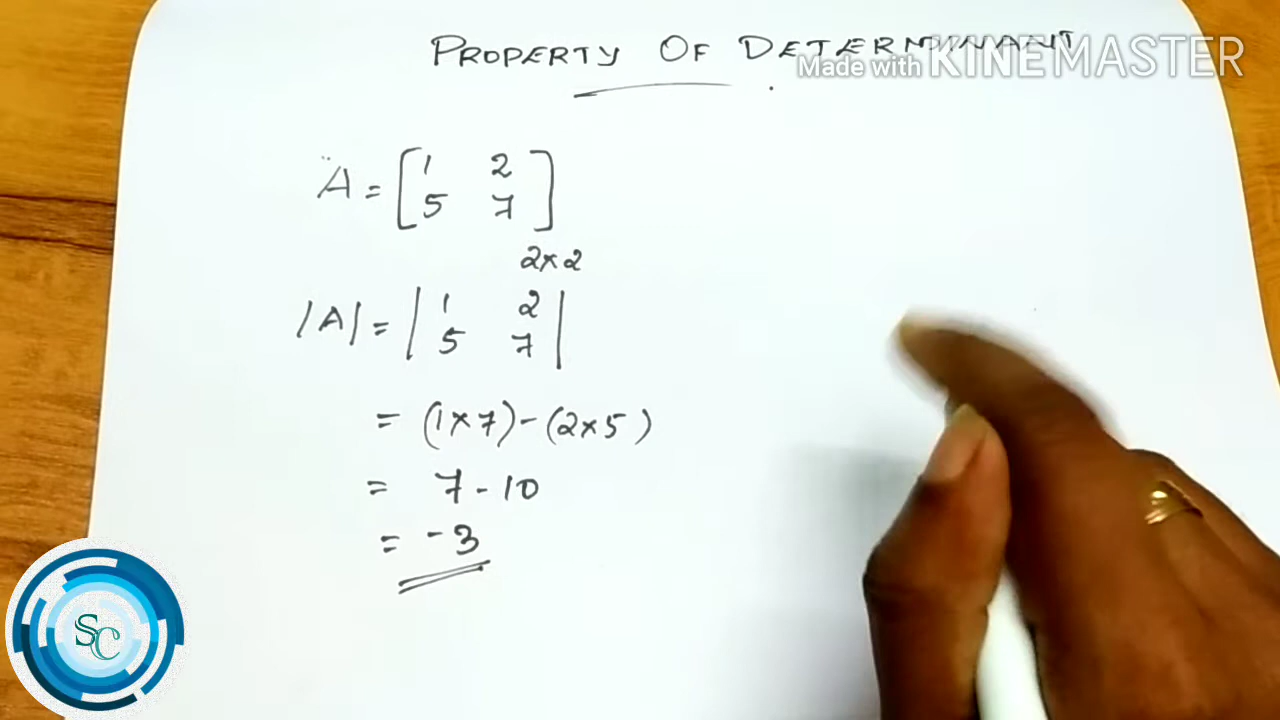 PROPERTY OF DETERMINANT
Made with KINEMASTER
A = [ 1 2
5 7 ]
2×2
|A| = | 1 2
5 7 |
= (1×7)-(2×5)
= 7-10
= -3
SC